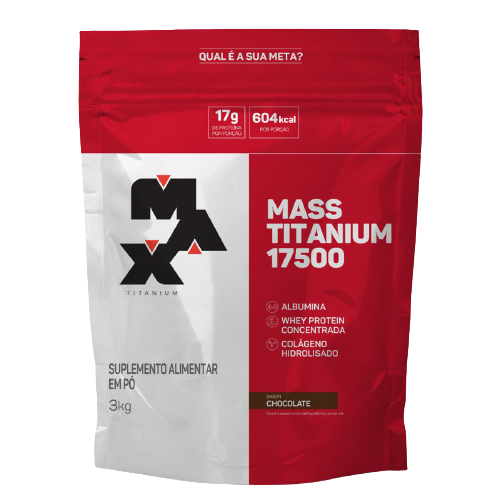 QUAL É A SUA META?
17g
DE PROTEÍNA
POR PORÇÃO
604kcal
POR PORÇÃO
MAX
TITANIUM
MASS
TITANIUM
17500
ALBUMINA
WHEY PROTEIN
CONCENTRADA
COLÁGENO
HIDROLISADO
SUPLEMENTO ALIMENTAR
EM PÓ
3kg
SABOR
CHOCOLATE